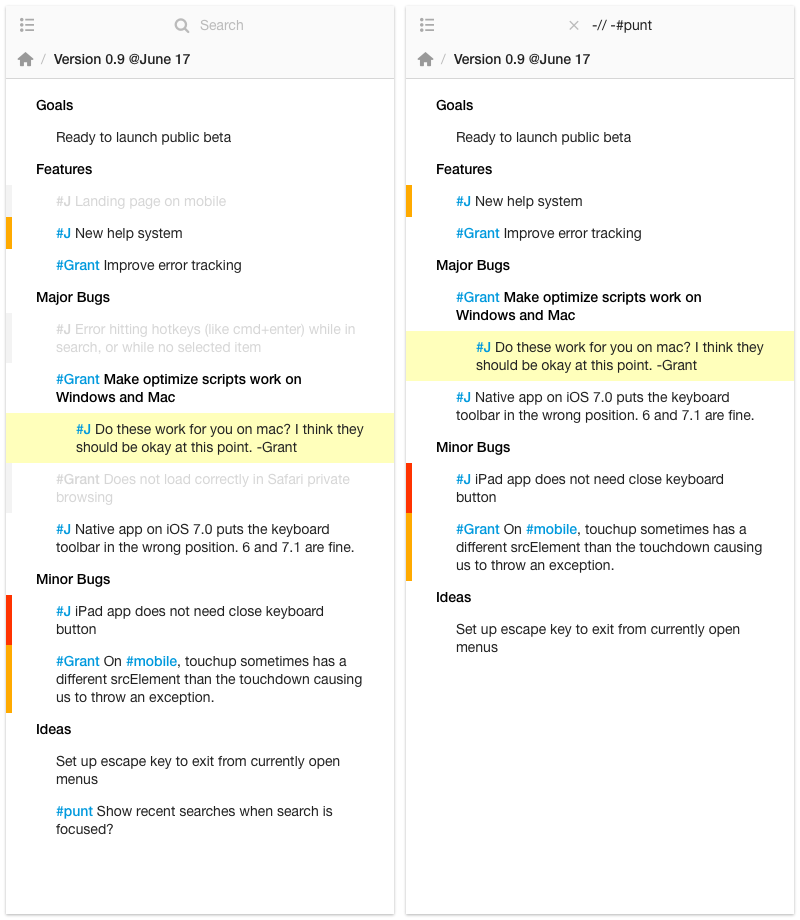 Search
/ Version 0.9 @June 17
Goals
Ready to launch public beta
Features
#J Landing page on mobile
#J New help system
#Grant Improve error tracking
Major Bugs
#J Error hitting hotkeys (like cmd+enter) while in
search, or while no selected item
#Grant Make optimize scripts work on
Windows and Mac
#J Do these work for you on mac? I think they
should be okay at this point. -Grant
#Grant Does not load correctly in Safari private
browsing
#J Native app on iOS 7.0 puts the keyboard
toolbar in the wrong position. 6 and 7.1 are fine.
Minor Bugs
#J iPad app does not need close keyboard
button
#Grant On #mobile, touchup sometimes has a
different srcElement than the touchdown causing
us to throw an exception.
Ideas
Set up escape key to exit from currently open
menus
#punt Show recent searches when search is
focused?
-// -#punt
/ Version 0.9 @June 17
Goals
Ready to launch public beta
Features
#J New help system
#Grant Improve error tracking
Major Bugs
#Grant Make optimize scripts work on
Windows and Mac
#J Do these work for you on mac? I think they
should be okay at this point. -Grant
#J Native app on iOS 7.0 puts the keyboard
toolbar in the wrong position. 6 and 7.1 are fine.
Minor Bugs
#J iPad app does not need close keyboard
button
#Grant On #mobile, touchup sometimes has a
different srcElement than the touchdown causing
us to throw an exception.
Ideas
Set up escape key to exit from currently open
menus